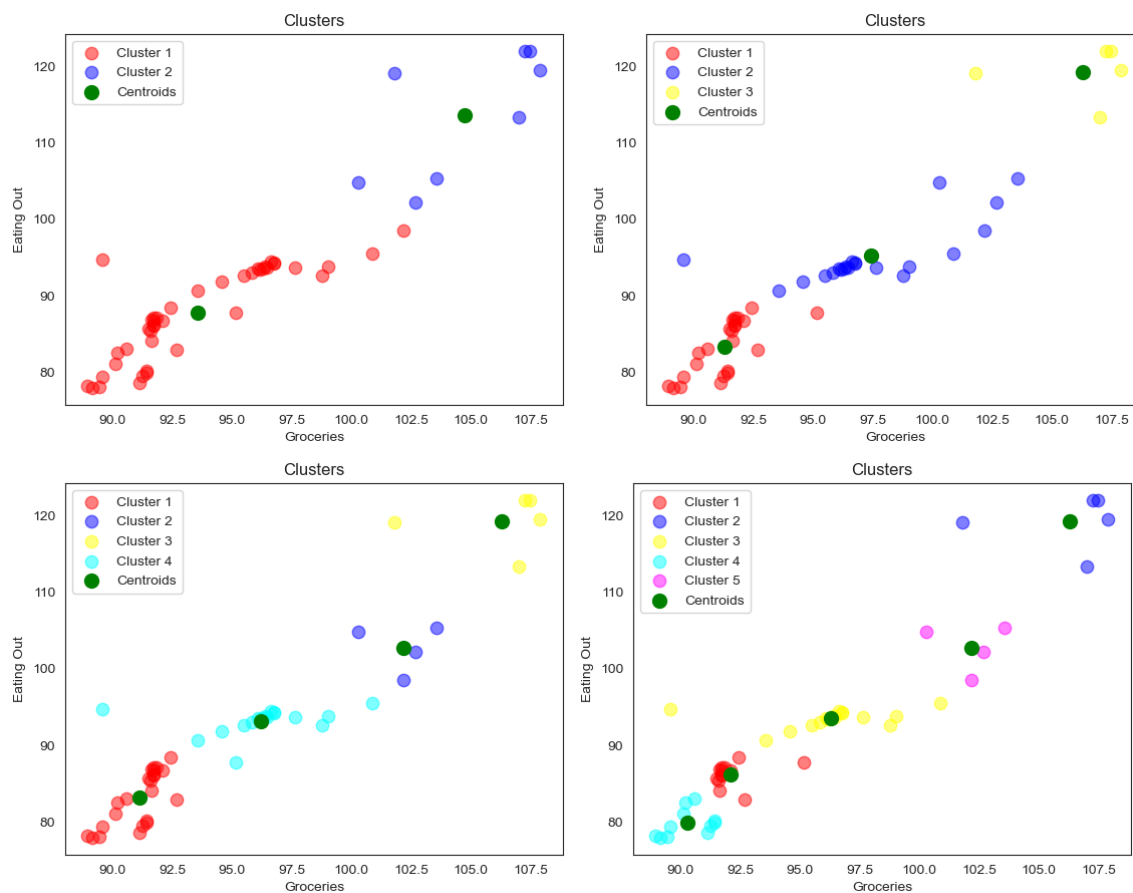 Clusters
Cluster 1
Cluster 2
Centroids
120
110
100
90
80
Eating Out
90.0 92.5 95.0 97.5 100.0 102.5 105.0 107.5
Groceries
Clusters
Cluster 1
Cluster 2
Cluster 3
Centroids
120
110
100
90
80
Eating Out
90.0 92.5 95.0 97.5 100.0 102.5 105.0 107.5
Groceries
Clusters
Cluster 1
Cluster 2
Cluster 3
Cluster 4
Centroids
120
110
100
90
80
Eating Out
90.0 92.5 95.0 97.5 100.0 102.5 105.0 107.5
Groceries
Clusters
Cluster 1
Cluster 2
Cluster 3
Cluster 4
Cluster 5
Centroids
120
110
100
90
80
Eating Out
90.0 92.5 95.0 97.5 100.0 102.5 105.0 107.5
Groceries